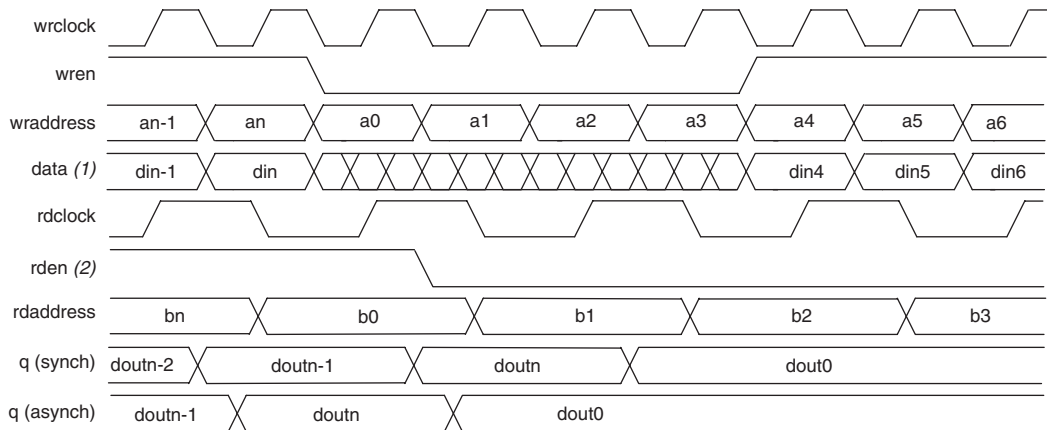 wrclock
wren
wraddress an-1 an a0 a1 a2 a3 a4 a5 a6
data (1) din-1 din din4 din5 din6
rdclock
rden (2)
rdaddress bn b0 b1 b2 b3
q (synch) doutn-2 doutn-1 doutn dout0
q (asynch) doutn-1 doutn dout0